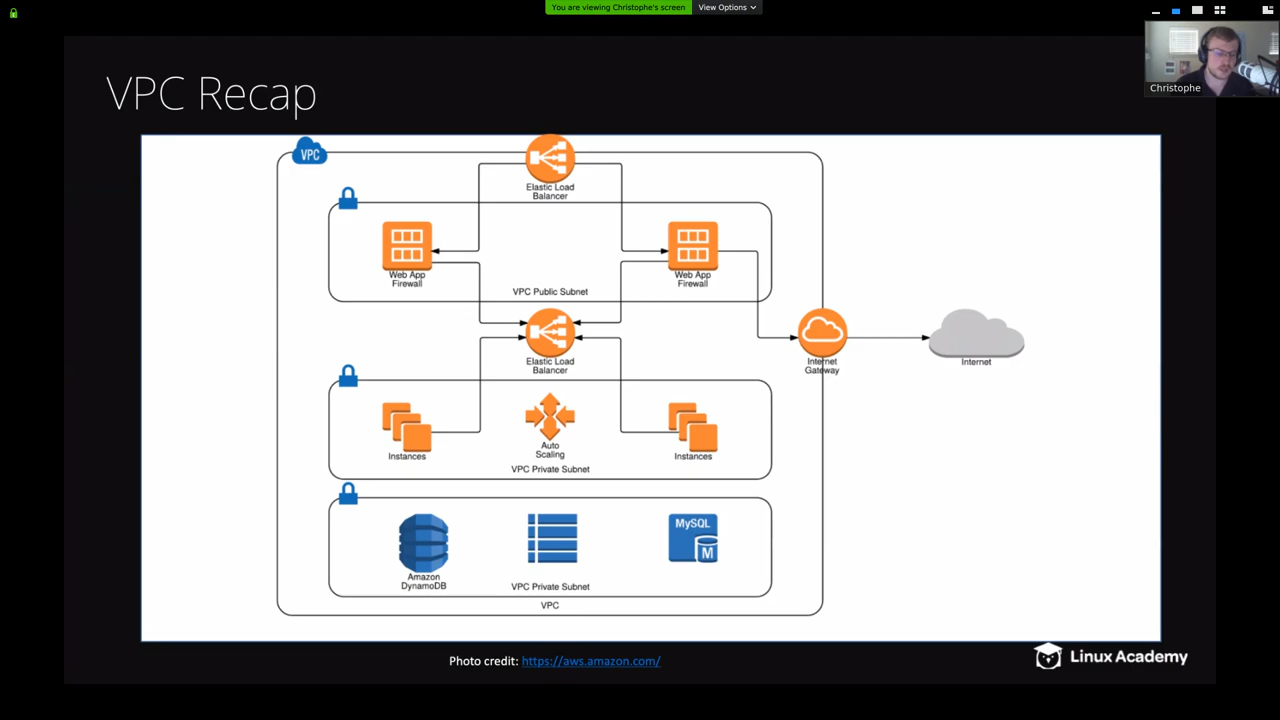 You are viewing Christophe's screen
View Options
Christophe
VPC Recap
VPC
Elastic Load
Balancer
Web App
Firewall
Web App
Firewall
VPC Public Subnet
Elastic Load
Balancer
Internet
Gateway
Internet
Instances
Auto
Scaling
Instances
VPC Private Subnet
MySQL
M
Amazon
DynamoDB
VPC Private Subnet
VPC
Photo credit: https://aws.amazon.com/
Linux Academy